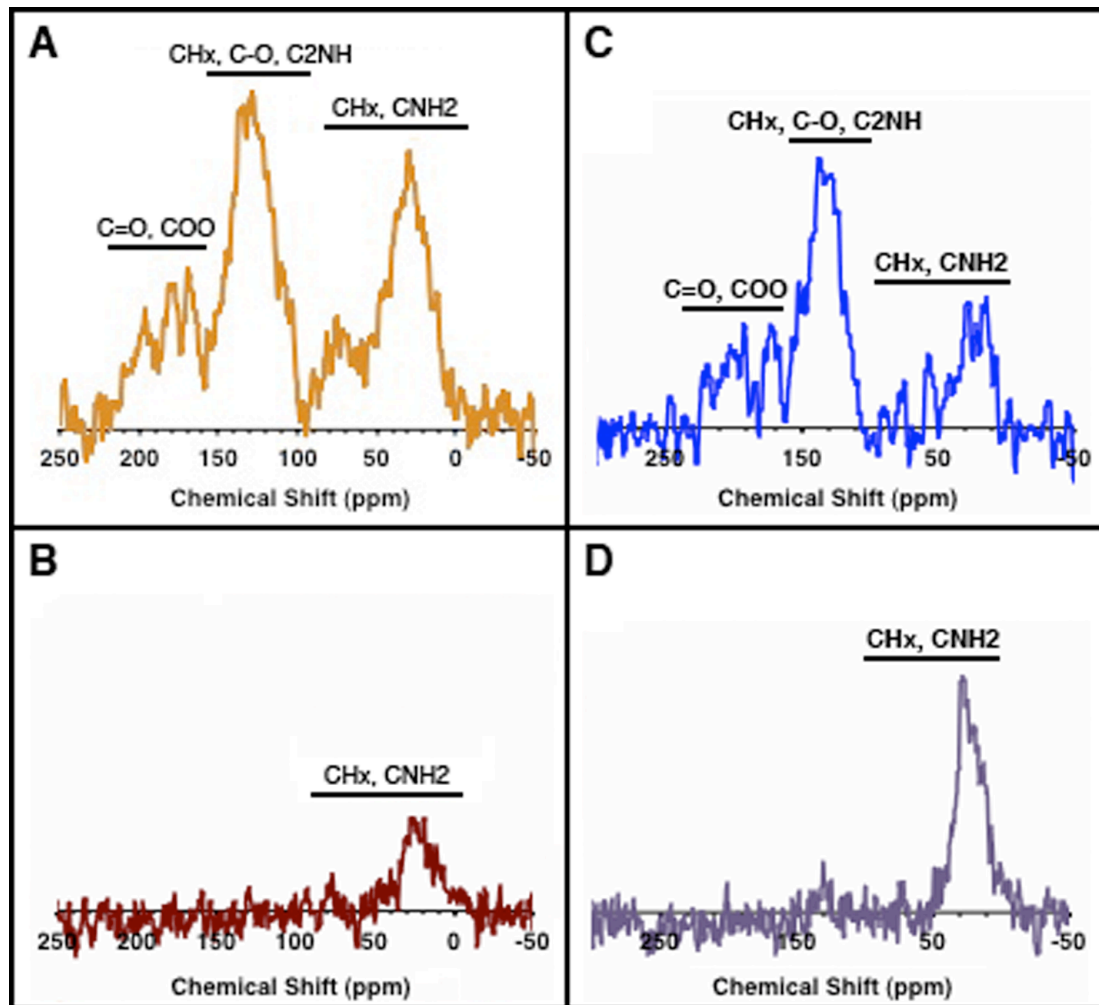 A
CHx, C-O, C2NH
CHx, CNH2
C=O, COO
250 200 150 100 50 0 -50
Chemical Shift (ppm)
C
CHx, C-O, C2NH
CHx, CNH2
C=O, COO
250 150 50 -50
Chemical Shift (ppm)
B
CHx, CNH2
250 200 150 100 50 0 -50
Chemical Shift (ppm)
D
CHx, CNH2
250 150 50 -50
Chemical Shift (ppm)